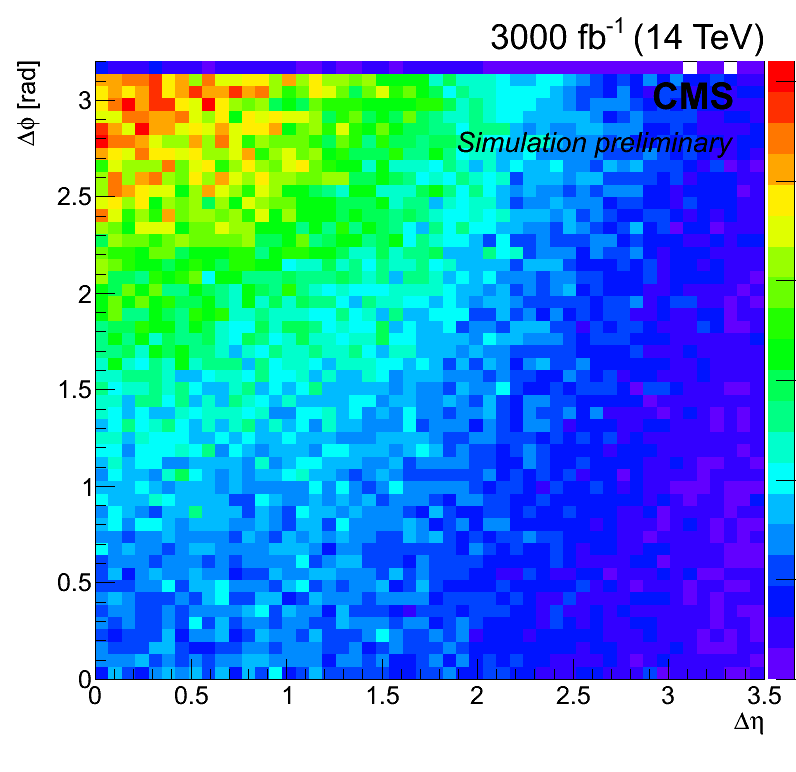 3000 fb-1 (14 TeV)
Δϕ [rad]
CMS
Simulation preliminary
3
2.5
2
1.5
1
0.5
0
0 0.5 1 1.5 2 2.5 3 3.5
Δη